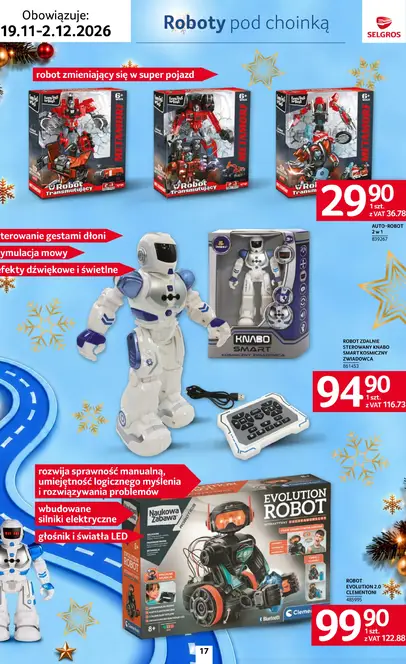 Obowiązuje:
19.11-2.12.2026
Roboty pod choinką
SELGROS
robot zmieniający się w super pojazd
6+
6+
6+
Robot
Transmutujący
Robot
Transmutujący
Robot
Transmutujący
29 90
1 szt.
z VAT 36.78
AUTO-ROBOT
2 w 1
859267
sterowanie gestami dłoni
symulacja mowy
efekty dźwiękowe i świetlne
KNABO
SMART
ROBOT ZDALNIE
STEROWANY KNABO
SMART KOSMICZNY
ZWIADOWCA
861453
94 90
1 szt.
z VAT 116.73
rozwija sprawność manualną,
umiejętność logicznego myślenia
i rozwiązywania problemów
wbudowane
silniki elektryczne
głośnik i światła LED
Naukowa
Zabawa
EVOLUTION
ROBOT
8+
Bluetooth
Clementoni
ROBOT
EVOLUTION 2.0
CLEMENTONI
485995
99 90
1 szt.
z VAT 122.88
17